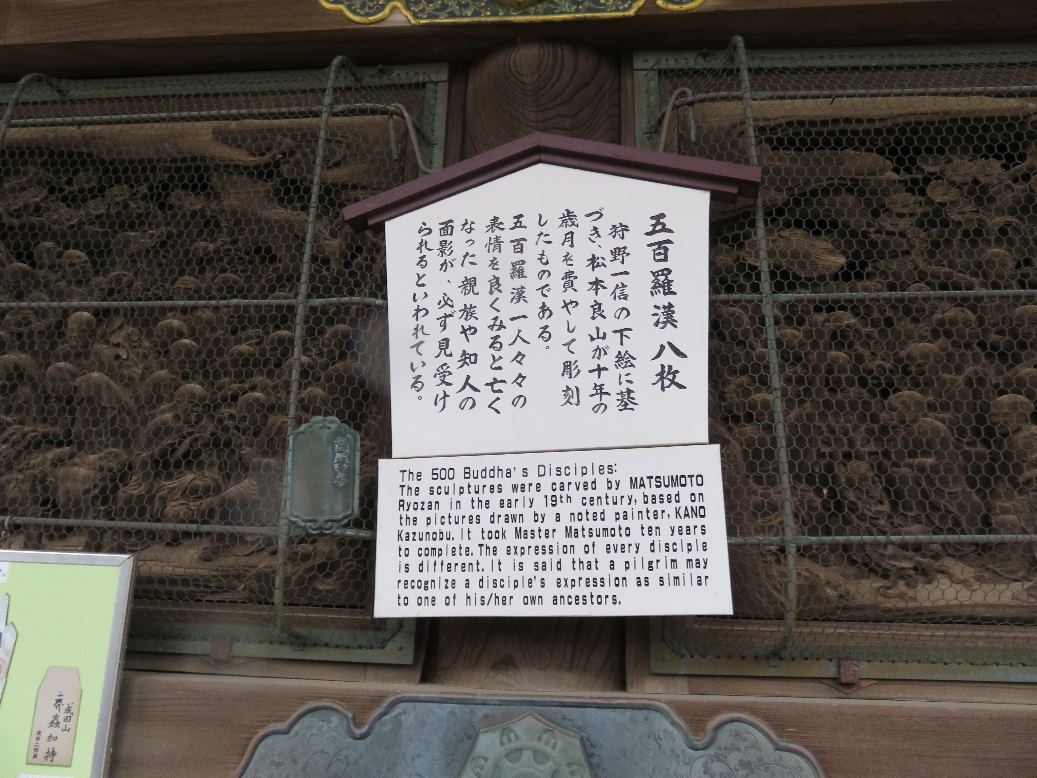 五百羅漢 八枚
狩野一信の下絵に基
づき、松本良山が十年の
歳月を費やして彫刻
したものである。
五百羅漢一人々々の
表情を良くみると亡く
なった親族や知人の
面影が、必ず見受け
られるといわれている。
The 500 Buddha's Disciples:
The sculptures were carved by MATSUMOTO
Ryozan in the early 19th century, based on
the pictures drawn by a noted painter, KANO
Kazunobu. It took Master Matsumoto ten years
to complete. The expression of every disciple
is different. It is said that a pilgrim may
recognize a disciple's expression as similar
to one of his/her own ancestors.
成田山